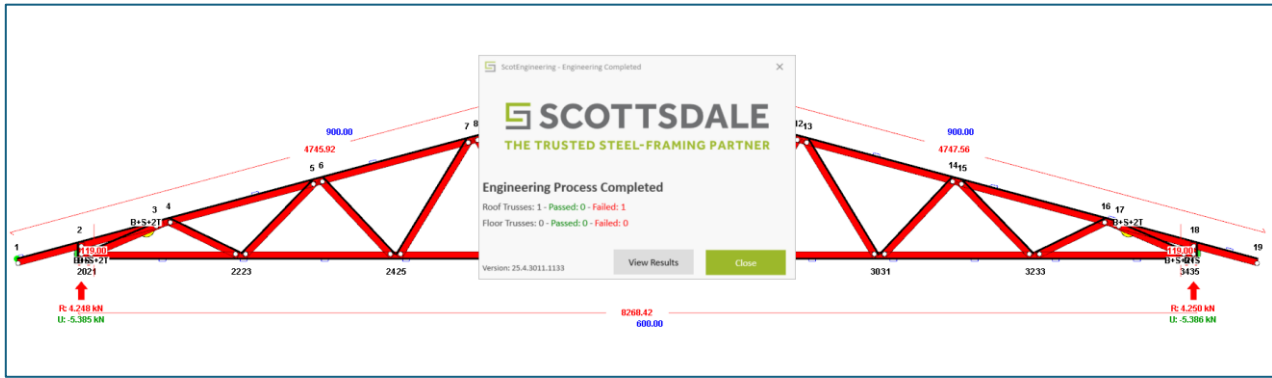 ScotEngineering - Engineering Completed
SCOTTSDALE
THE TRUSTED STEEL-FRAMING PARTNER
Engineering Process Completed
Roof Trusses: 1 - Passed: 0 - Failed: 1
Floor Trusses: 0 - Passed: 0 - Failed: 0
Version: 25.4.3011.1133
View Results
Close
900.00
4745.92
900.00
4747.56
1
2
3
4
5
6
7
8
12
13
14
15
16
17
18
19
B+S+2T
B+S+2T
119.00
119.00
2021
2223
2425
3031
3233
3435
R: 4.248 kN
U: -5.385 kN
8268.42
600.00
R: 4.250 kN
U: -5.386 kN